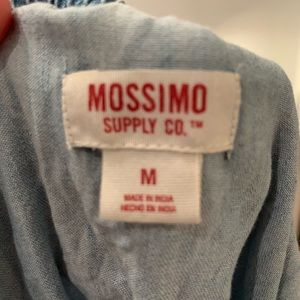 MOSSIMO
SUPPLY CO.™
M
MADE IN INDIA
HECHO EN INDIA